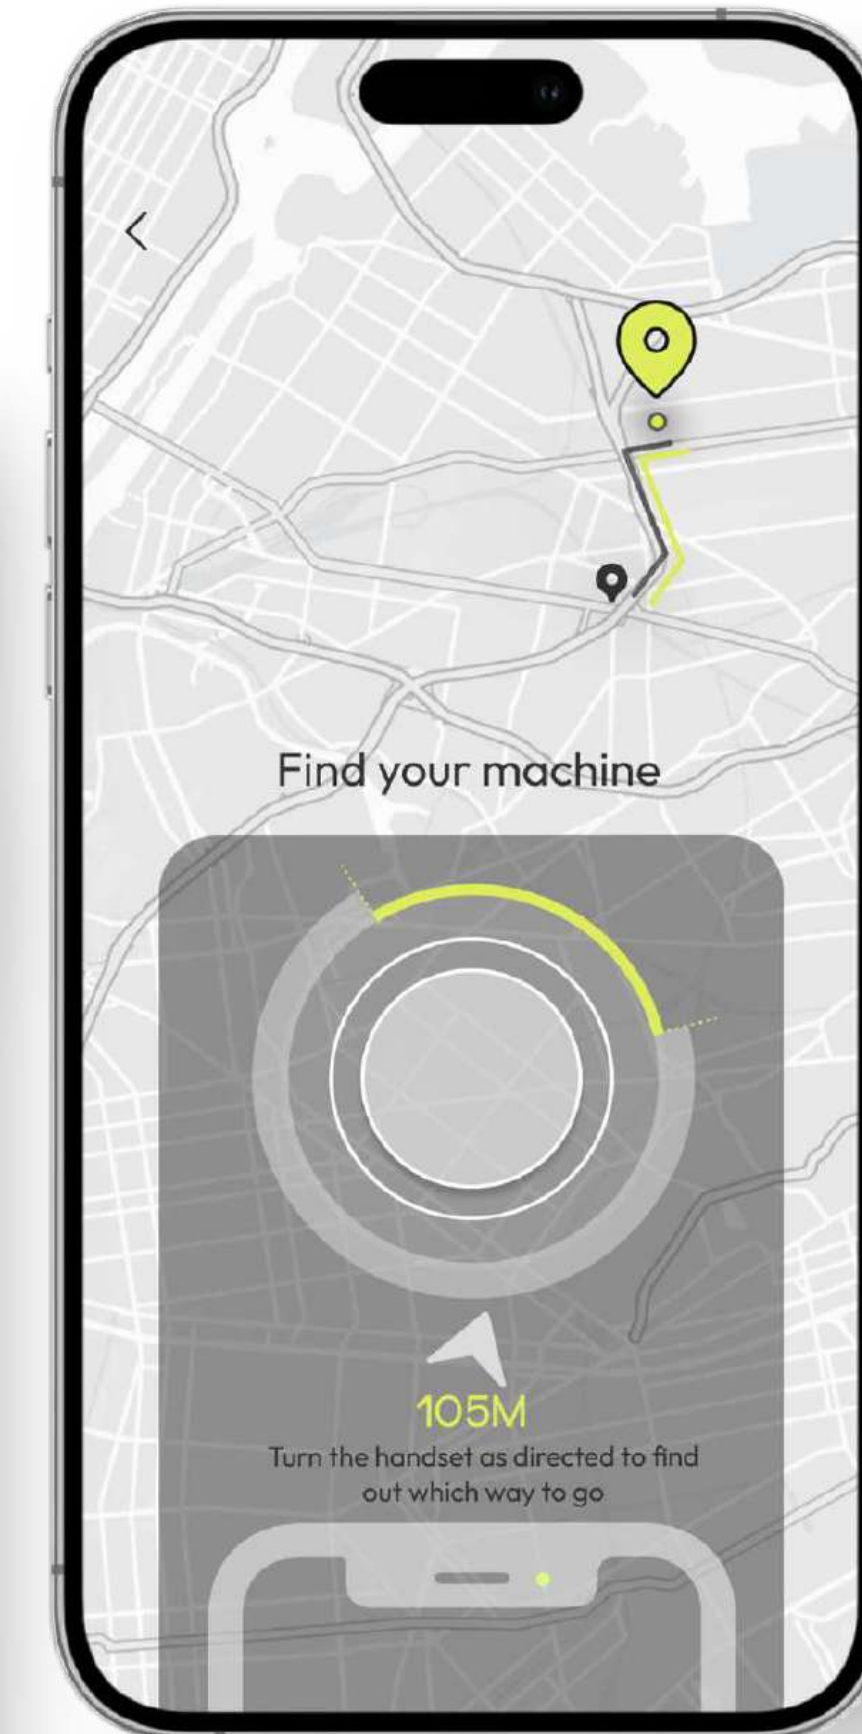 Find your machine
105M
Turn the handset as directed to find
out which way to go